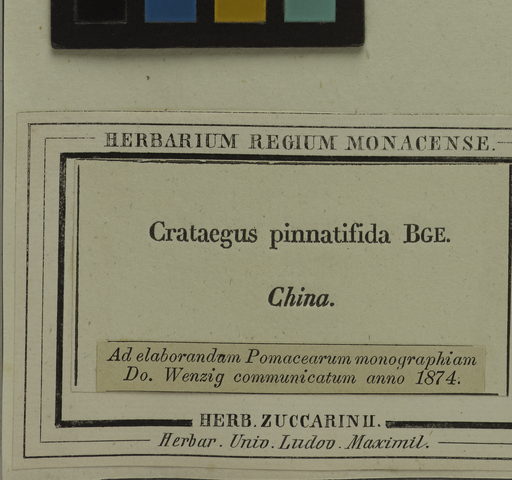 HERBARIUM REGIUM MONACENSE.
Crataegus pinnatifida BGE.
China.
Ad elaborandam Pomacearum monographiam
Do. Wenzig communicatum anno 1874.
HERB. ZUCCARINII.
Herbar. Univ. Ludov. Maximil.